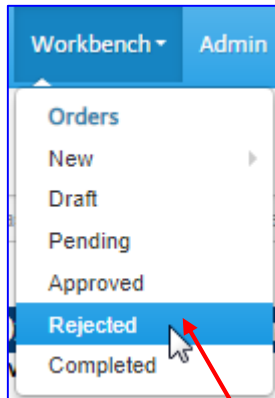 Workbench Admin
Orders
New
Draft
Pending
Approved
Rejected
Completed